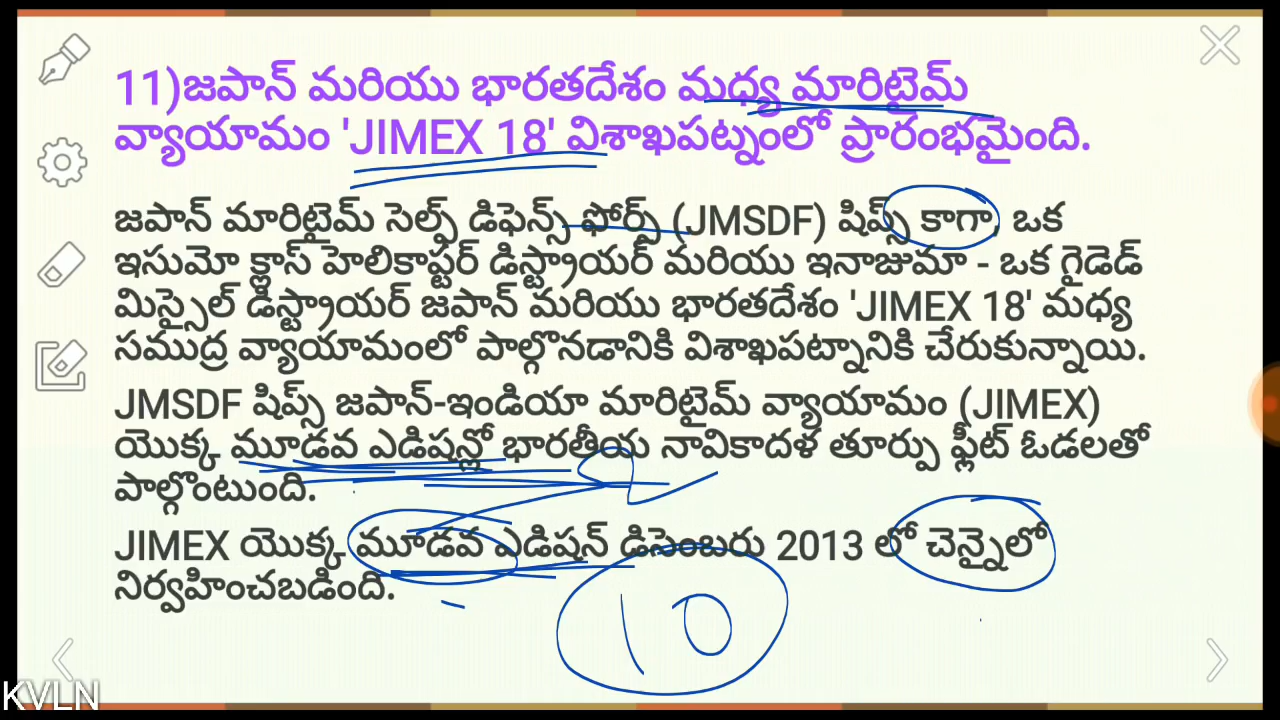 11)జపాన్ మరియు భారతదేశం మధ్య మారిటైమ్
వ్యాయామం 'JIMEX 18' విశాఖపట్నంలో ప్రారంభమైంది.
జపాన్ మారిటైమ్ సెల్ఫ్ డిఫెన్స్ ఫోర్ప్ (JMSDF) షిప్స్ కాగా, ఒక
ఇసుమో క్లాస్ హెలికాప్టర్ డిస్ట్రాయర్ మరియు ఇనాజుమా - ఒక గైడెడ్
మిస్సైల్ డిస్ట్రాయర్ జపాన్ మరియు భారతదేశం 'JIMEX 18' మధ్య
సముద్ర వ్యాయామంలో పాల్గొనడానికి విశాఖపట్నానికి చేరుకున్నాయి.
JMSDF షిప్స్ జపాన్-ఇండియా మారిటైమ్ వ్యాయామం (JIMEX)
యొక్క మూడవ ఎడిషన్లో భారతీయ నావికాదళ తూర్పు ఫ్లీట్ ఓడలతో
పాల్గొంటుంది.
2
JIMEX యొక్క మూడవ ఎడిషన్ డిసెంబరు 2013 లో చెన్నైలో
నిర్వహించబడింది.
10
KVLN